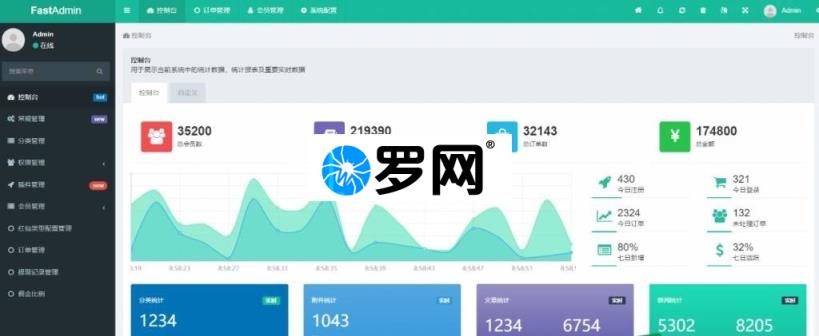 FastAdmin
控制台
订单管理
会员管理
系统配置
Admin
Admin
在线
控制台
控制台
搜索菜单
控制台
用于展示当前系统中的统计数据、统计报表及重要实时数据
控制台 hot
常规管理 new
分类管理
权限管理
插件管理 new
会员管理
红仙类型配置管理
订单管理
提现记录管理
佣金比例
控制台 自定义
35200
总会员数
219390
32143
总订单数
174800
总金额
罗网®
430
今日注册
321
今日登录
2324
今日订单
132
未处理订单
80%
七日新增
32%
七日活跃
8:58:23 8:58:27 8:58:31 8:58:35 8:58:39 8:58:43 8:58:47 8:58:51
分类统计 实时
1234
附件统计 实时
1043
文章统计 实时
1234 6754
新闻统计 实时
5302 8205